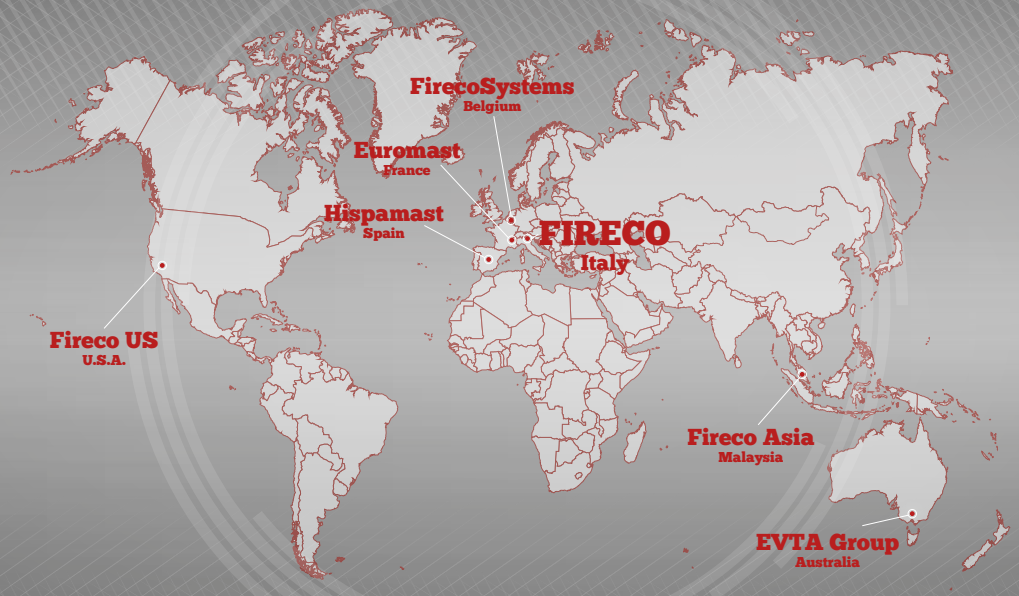 FirecoSystems
Belgium
Euromast
France
Hispamast
Spain
FIRECO
Italy
Fireco US
U.S.A.
Fireco Asia
Malaysia
EVTA Group
Australia